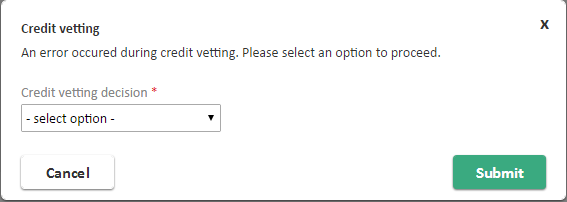 Credit vetting
x
An error occured during credit vetting. Please select an option to proceed.
Credit vetting decision *
- select option -
Cancel
Submit